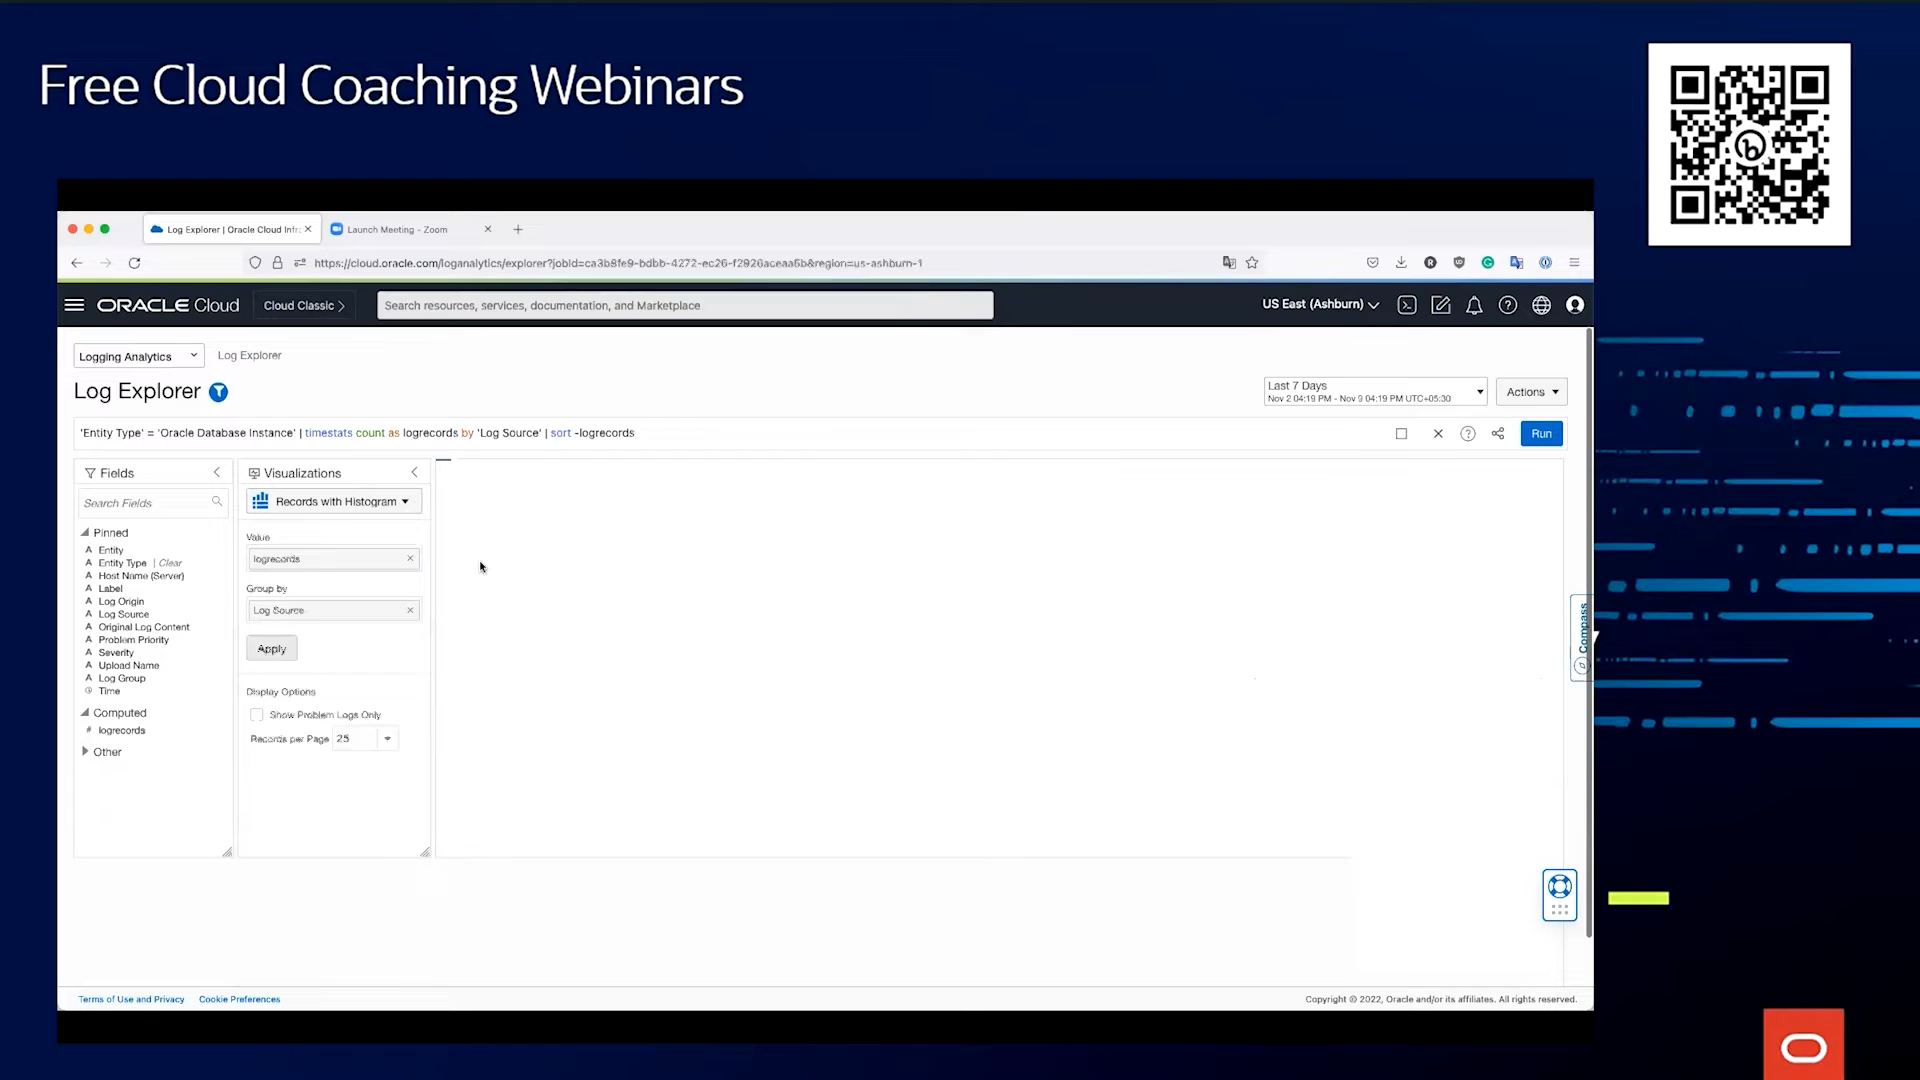 Free Cloud Coaching Webinars
Log Explorer | Oracle Cloud Infr
Launch Meeting - Zoom
https://cloud.oracle.com/loganalytics/explorer?jobId=ca3b8fe9-bdbb-4272-ec26-f2926aceaa5b&region=us-ashburn-1
ORACLE Cloud
Cloud Classic >
Search resources, services, documentation, and Marketplace
US East (Ashburn)
Logging Analytics
Log Explorer
Log Explorer
Last 7 Days
Nov 2 04:19 PM - Nov 9 04:19 PM UTC+05:30
Actions
'Entity Type' = 'Oracle Database Instance' | timestats count as logrecords by 'Log Source' | sort -logrecords
Run
Fields
Search Fields
Pinned
Entity
Entity Type | Clear
Host Name (Server)
Label
Log Origin
Log Source
Original Log Content
Problem Priority
Severity
Upload Name
Log Group
Time
Computed
# logrecords
Other
Visualizations
Records with Histogram
Value
logrecords
Group by
Log Source
Apply
Display Options
Show Problem Logs Only
Records per Page 25
Compass
Terms of Use and Privacy
Cookie Preferences
Copyright © 2022, Oracle and/or its affiliates. All rights reserved.